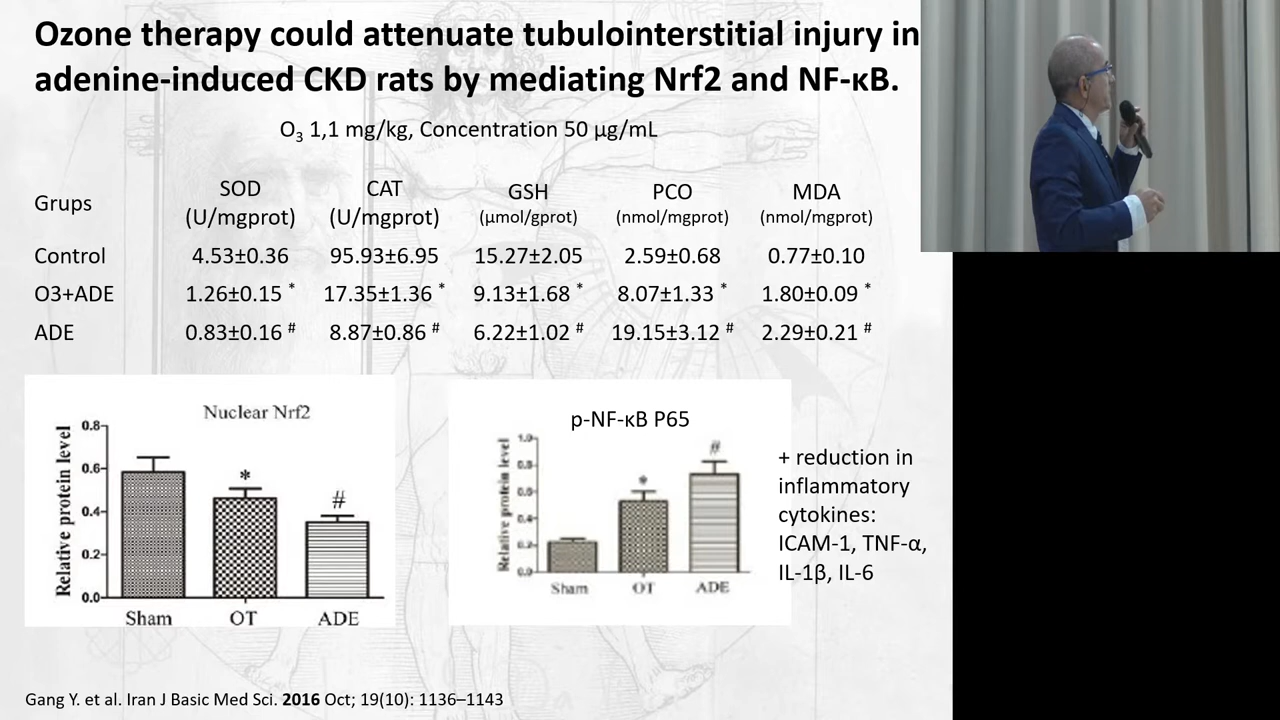 Ozone therapy could attenuate tubulointerstitial injury in
adenine-induced CKD rats by mediating Nrf2 and NF-κB.
O₃ 1,1 mg/kg, Concentration 50 µg/mL
Grups SOD (U/mgprot) CAT (U/mgprot) GSH (µmol/gprot) PCO (nmol/mgprot) MDA (nmol/mgprot)
Control 4.53±0.36 95.93±6.95 15.27±2.05 2.59±0.68 0.77±0.10
O3+ADE 1.26±0.15 * 17.35±1.36 * 9.13±1.68 * 8.07±1.33 * 1.80±0.09 *
ADE 0.83±0.16 # 8.87±0.86 # 6.22±1.02 # 19.15±3.12 # 2.29±0.21 #
Nuclear Nrf2
Relative protein level
0.8
0.6
0.4
0.2
0.0
*
#
Sham OT ADE
p-NF-κB P65
Relative protein level
1.0
0.8
0.6
0.4
0.2
0.0
*
#
Sham OT ADE
+ reduction in
inflammatory
cytokines:
ICAM-1, TNF-α,
IL-1β, IL-6
Gang Y. et al. Iran J Basic Med Sci. 2016 Oct; 19(10): 1136–1143